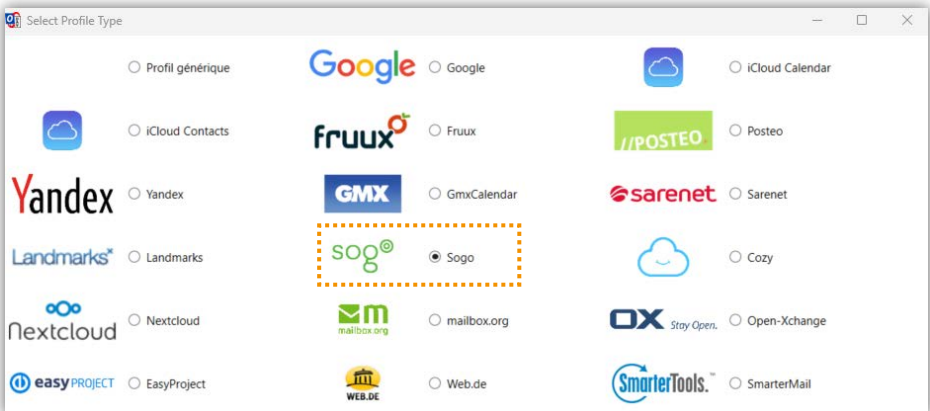 Select Profile Type
Profil générique
Google Google
iCloud Calendar
iCloud Contacts
fruux Fruux
//POSTEO. Posteo
Yandex Yandex
GMX GmxCalendar
sarenet Sarenet
Landmarks* Landmarks
sogo Sogo
Cozy
Nextcloud Nextcloud
m mailbox.org mailbox.org
OX Stay Open. Open-Xchange
easy PROJECT EasyProject
WEB.DE Web.de
SmarterTools.™ SmarterMail